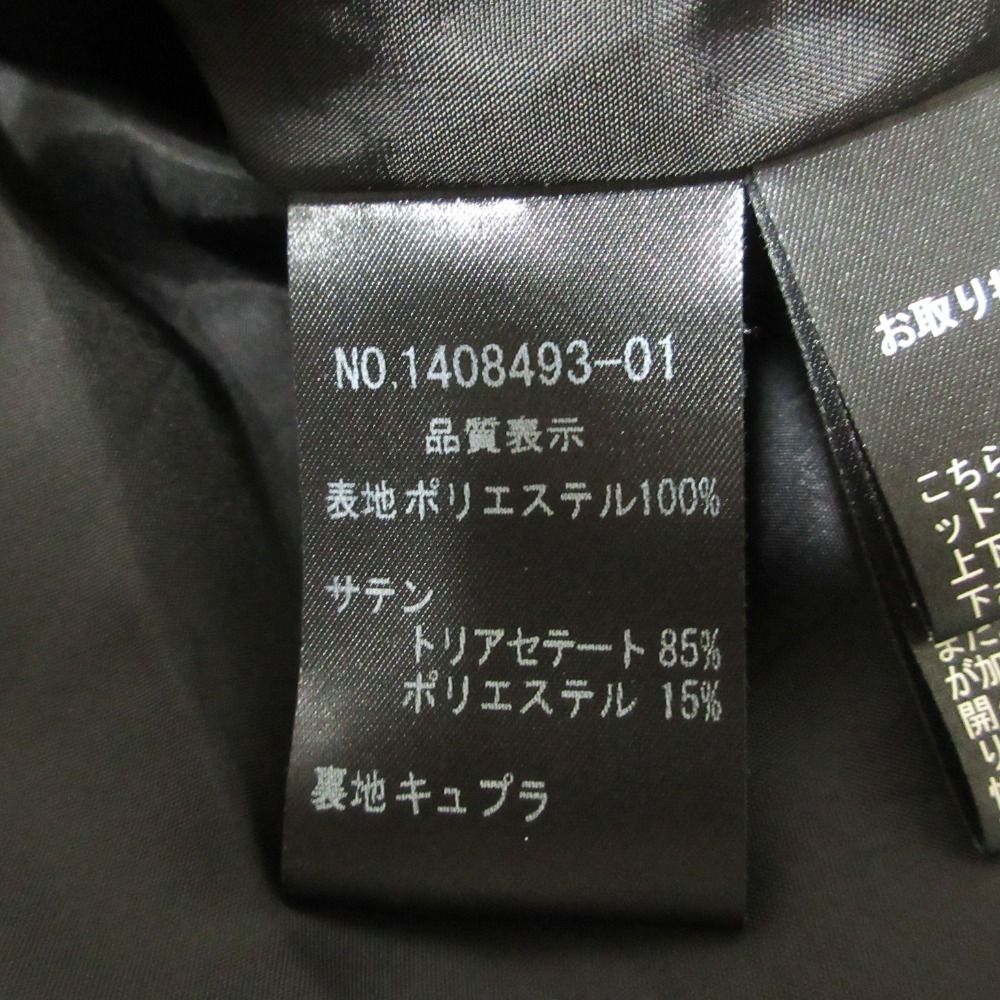 NO.1408493-01
品質表示
表地ポリエステル100%
サテン
トリアセテート 85%
ポリエステル 15%
裏地キュプラ
お取り
こちら
ット
上下
下
また
が加
開
り